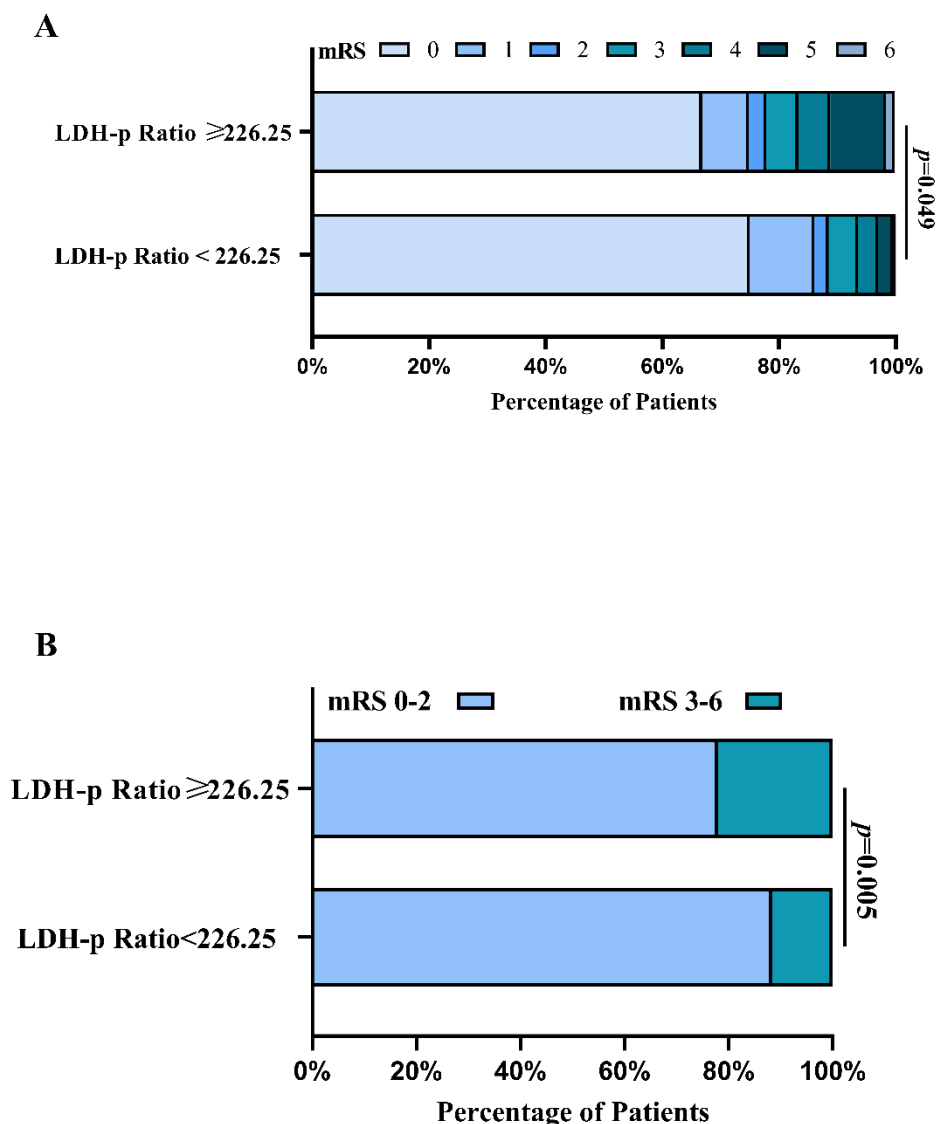 A
mRS 0 1 2 3 4 5 6
LDH-p Ratio ⩾226.25
p=0.049
LDH-p Ratio < 226.25
0% 20% 40% 60% 80% 100%
Percentage of Patients
B
mRS 0-2 mRS 3-6
LDH-p Ratio ⩾226.25
p=0.005
LDH-p Ratio<226.25
0% 20% 40% 60% 80% 100%
Percentage of Patients